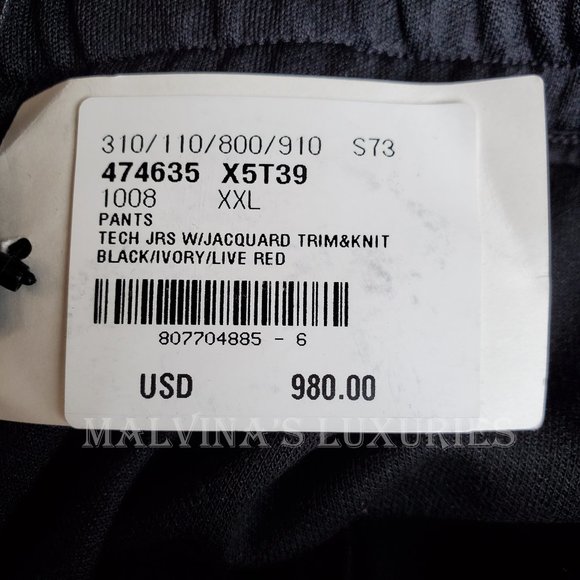 310/110/800/910 S73
474635 X5T39
1008 XXL
PANTS
TECH JRS W/JACQUARD TRIM&KNIT
BLACK/IVORY/LIVE RED
807704885 - 6
USD 980.00
MALVINA'S LUXURIES